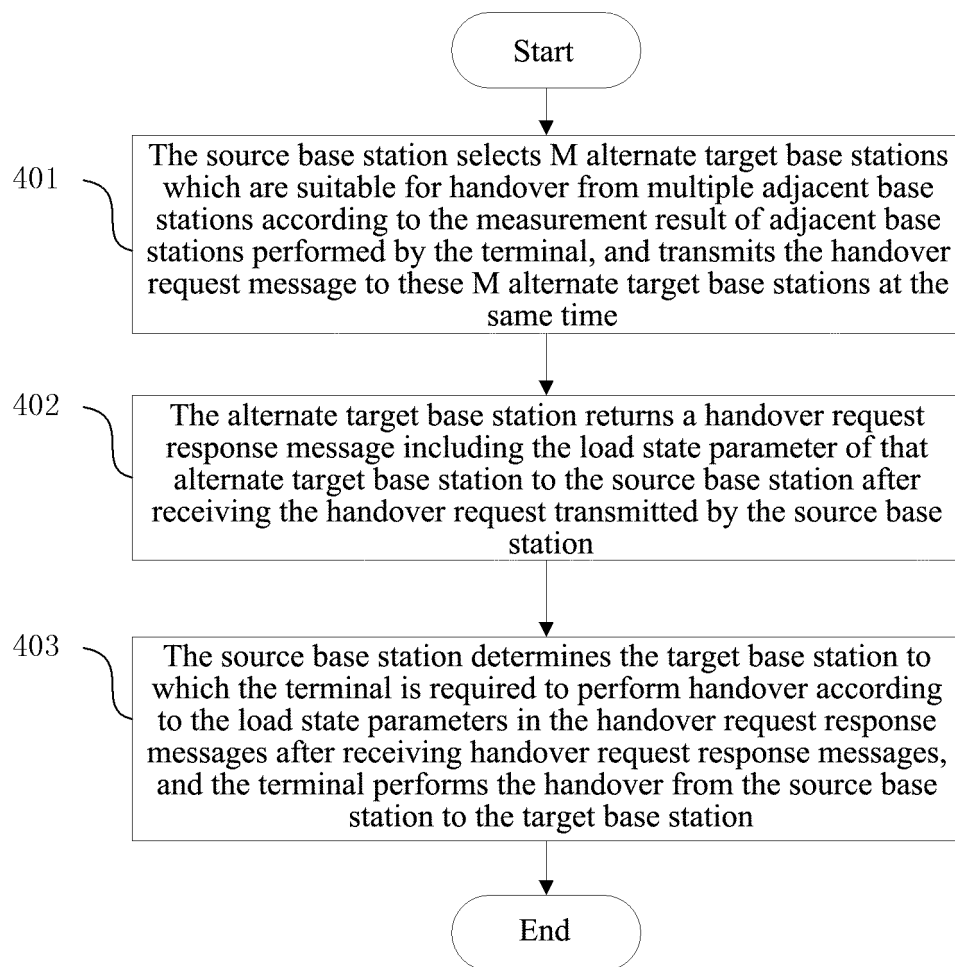 Start
401
The source base station selects M alternate target base stations
which are suitable for handover from multiple adjacent base
stations according to the measurement result of adjacent base
stations performed by the terminal, and transmits the handover
request message to these M alternate target base stations at the
same time
402
The alternate target base station returns a handover request
response message including the load state parameter of that
alternate target base station to the source base station after
receiving the handover request transmitted by the source base
station
403
The source base station determines the target base station to
which the terminal is required to perform handover according
to the load state parameters in the handover request response
messages after receiving handover request response messages,
and the terminal performs the handover from the source base
station to the target base station
End